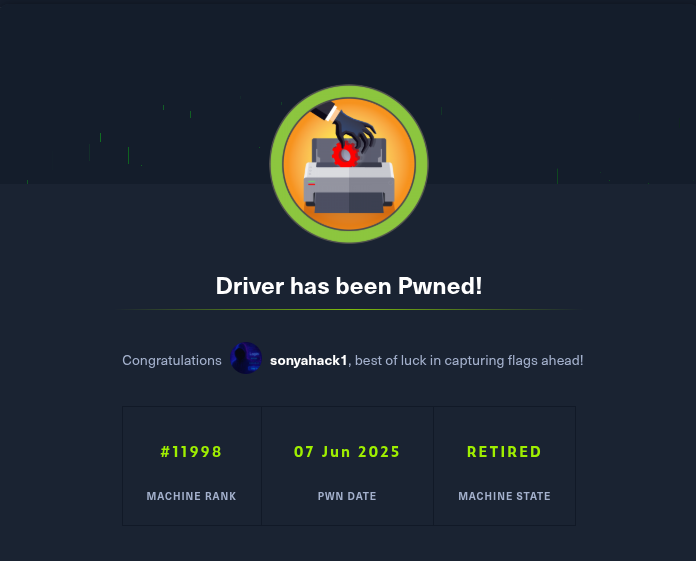 Driver has been Pwned!
Congratulations sonyahack1, best of luck in capturing flags ahead!
#11998 07 Jun 2025 RETIRED
MACHINE RANK PWN DATE MACHINE STATE